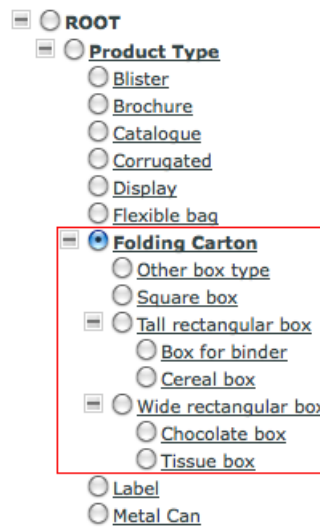 ROOT
Product Type
Blister
Brochure
Catalogue
Corrugated
Display
Flexible bag
Folding Carton
Other box type
Square box
Tall rectangular box
Box for binder
Cereal box
Wide rectangular box
Chocolate box
Tissue box
Label
Metal Can